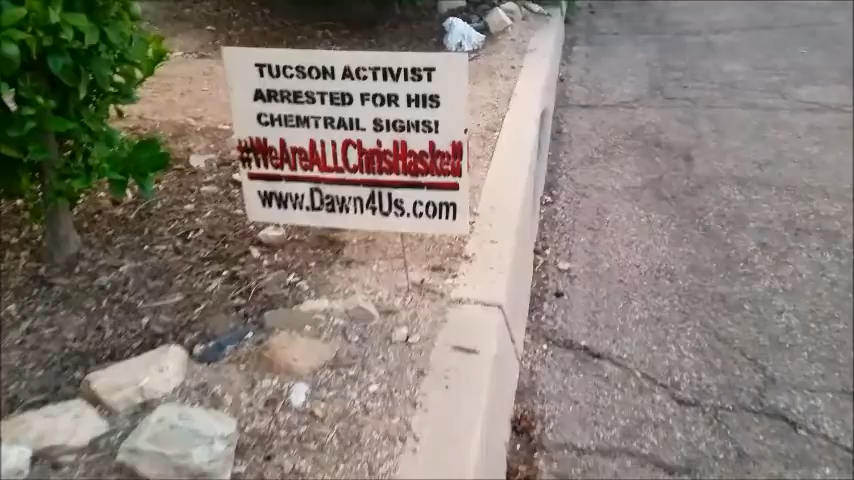 TUCSON ACTIVIST
ARRESTED FOR HIS
CHEMTRAIL SIGNS!
#WeAreALLChrisHaskell
WWW.Dawn4Us.com